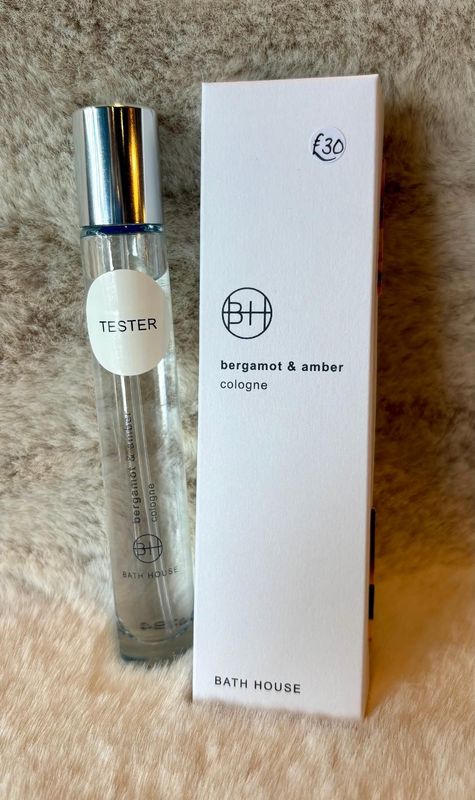 TESTER
bergamot & amber
cologne
BH
BATH HOUSE
£30
BH
bergamot & amber
cologne
BATH HOUSE